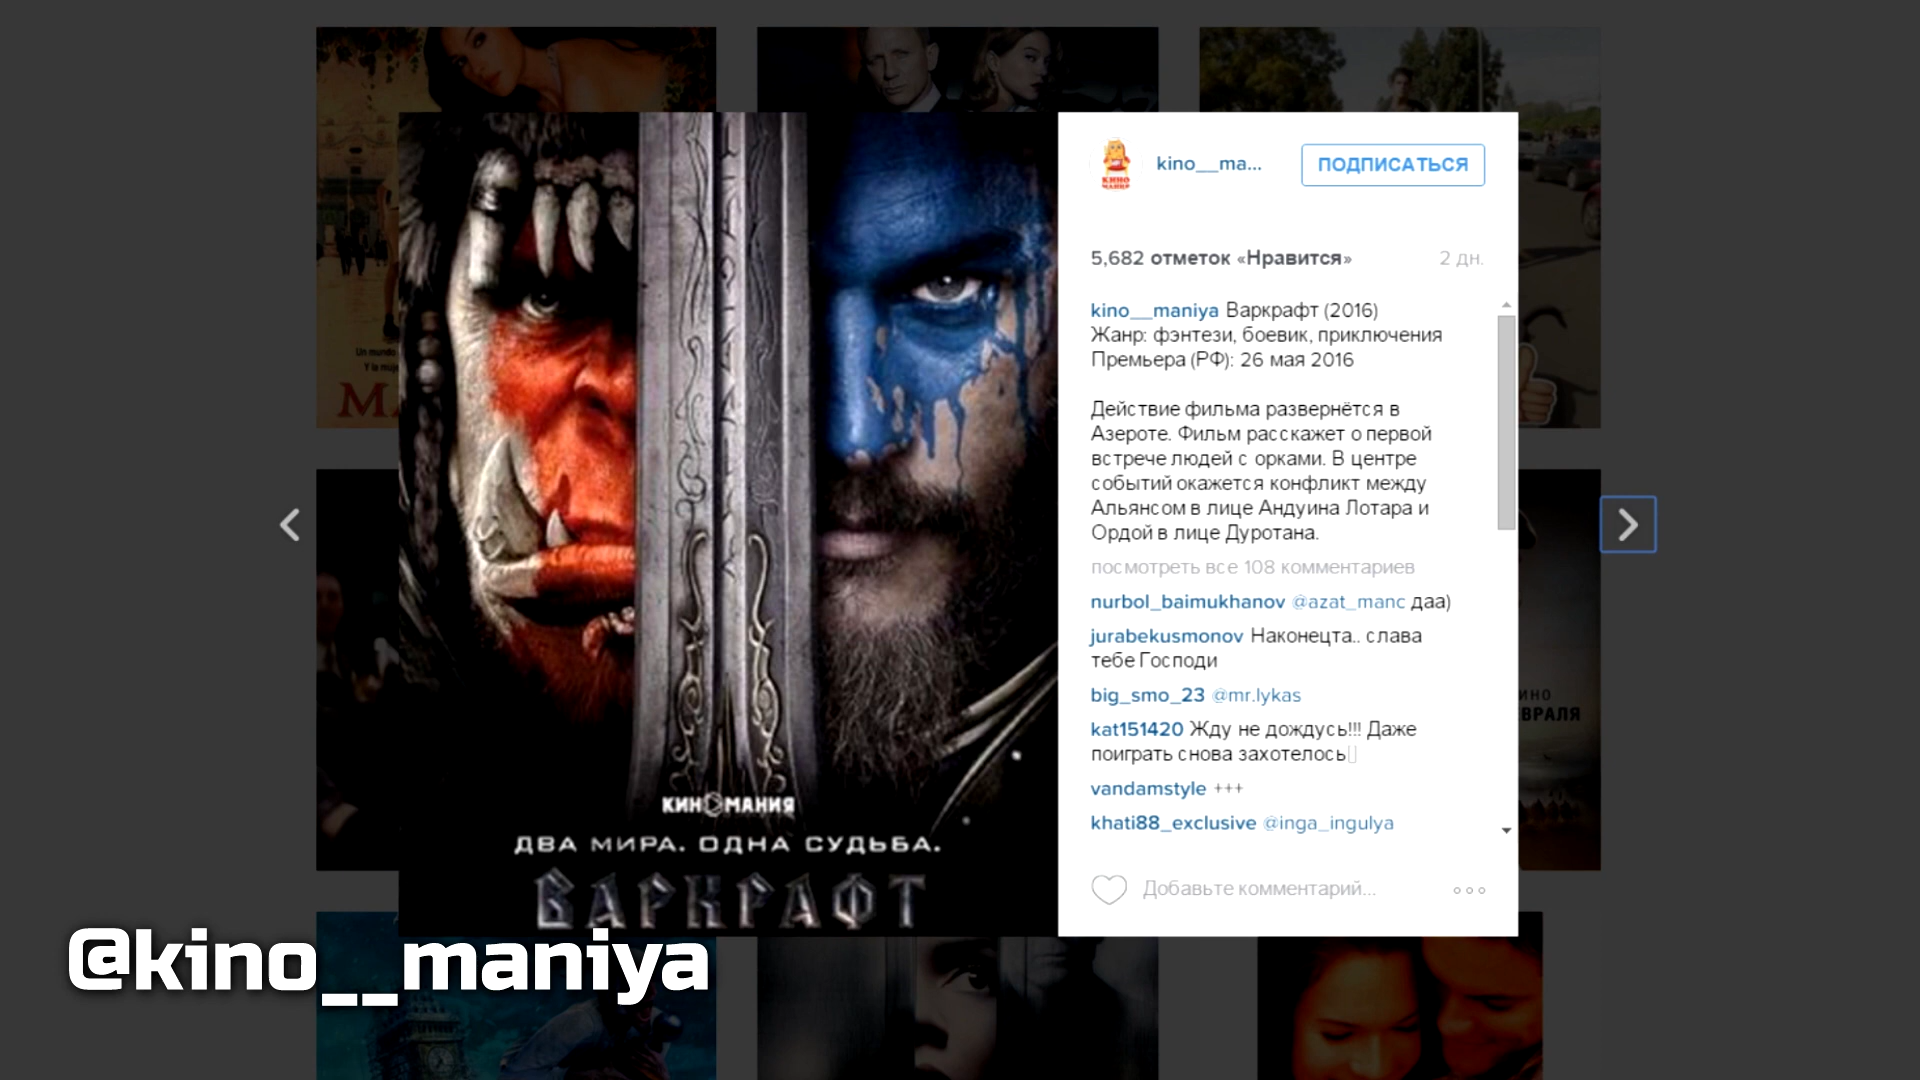 kino__ma...
ПОДПИСАТЬСЯ
КИНО
МАНИЯ
5,682 отметок «Нравится»
2 дн.
kino__maniya Варкрафт (2016)
Жанр: фэнтези, боевик, приключения
Премьера (РФ): 26 мая 2016
Действие фильма развернётся в
Азероте. Фильм расскажет о первой
встрече людей с орками. В центре
событий окажется конфликт между
Альянсом в лице Андуина Лотара и
Ордой в лице Дуротана.
посмотреть все 108 комментариев
nurbol_baimukhanov @azat_manc даа)
jurabekusmonov Наконецта.. слава
тебе Господи
big_smo_23 @mr.lykas
kat151420 Жду не дождусь!!! Даже
поиграть снова захотелось
vandamstyle +++
khati88_exclusive @inga_ingulya
Добавьте комментарий...
КИНОМАНИЯ
ДВА МИРА. ОДНА СУДЬБА.
ВАРКРАФТ
Un mundo
M
@kino__maniya